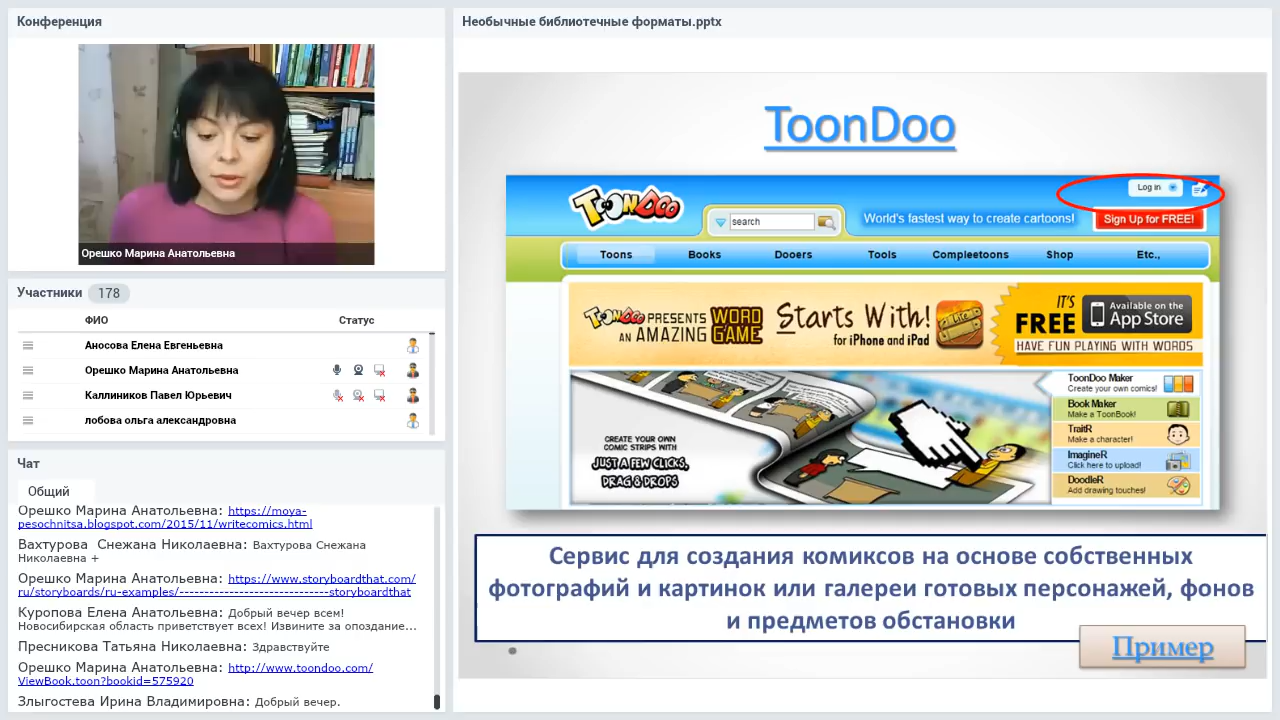 Конференция
Орешко Марина Анатольевна
Участники 178
ФИО Статус
Аносова Елена Евгеньевна
Орешко Марина Анатольевна
Каллиников Павел Юрьевич
лобова ольга александровна
Чат
Общий
Орешко Марина Анатольевна: https://moya-
pesochnitsa.blogspot.com/2015/11/writecomics.html
Вахтурова Снежана Николаевна: Вахтурова Снежана
Николаевна +
Орешко Марина Анатольевна: https://www.storyboardthat.com/
ru/storyboards/ru-examples/-----------------------------storyboardthat
Куропова Елена Анатольевна: Добрый вечер всем!
Новосибирская область приветствует всех! Извините за опоздание...
Пресникова Татьяна Николаевна: Здравствуйте
Орешко Марина Анатольевна: http://www.toondoo.com/
ViewBook.toon?bookid=575920
Злыгостева Ирина Владимировна: Добрый вечер.
Необычные библиотечные форматы.pptx
ToonDoo
Log in
TOONDOO
search
World's fastest way to create cartoons!
Sign Up for FREE!
Toons Books Dooers Tools Compleetoons Shop Etc.,
TOONDOO PRESENTS
AN AMAZING WORD GAME
Starts With!
for iPhone and iPad
IT'S
FREE
Available on the
App Store
HAVE FUN PLAYING WITH WORDS
CREATE YOUR OWN
COMIC STRIPS WITH
JUST A FEW CLICKS,
DRAG & DROPS
ToonDoo Maker
Create your own comics!
Book Maker
Make a ToonBook!
TraitR
Make a character!
ImagineR
Click here to upload!
DoodleR
Add drawing touches!
Сервис для создания комиксов на основе собственных
фотографий и картинок или галереи готовых персонажей, фонов
и предметов обстановки
Пример